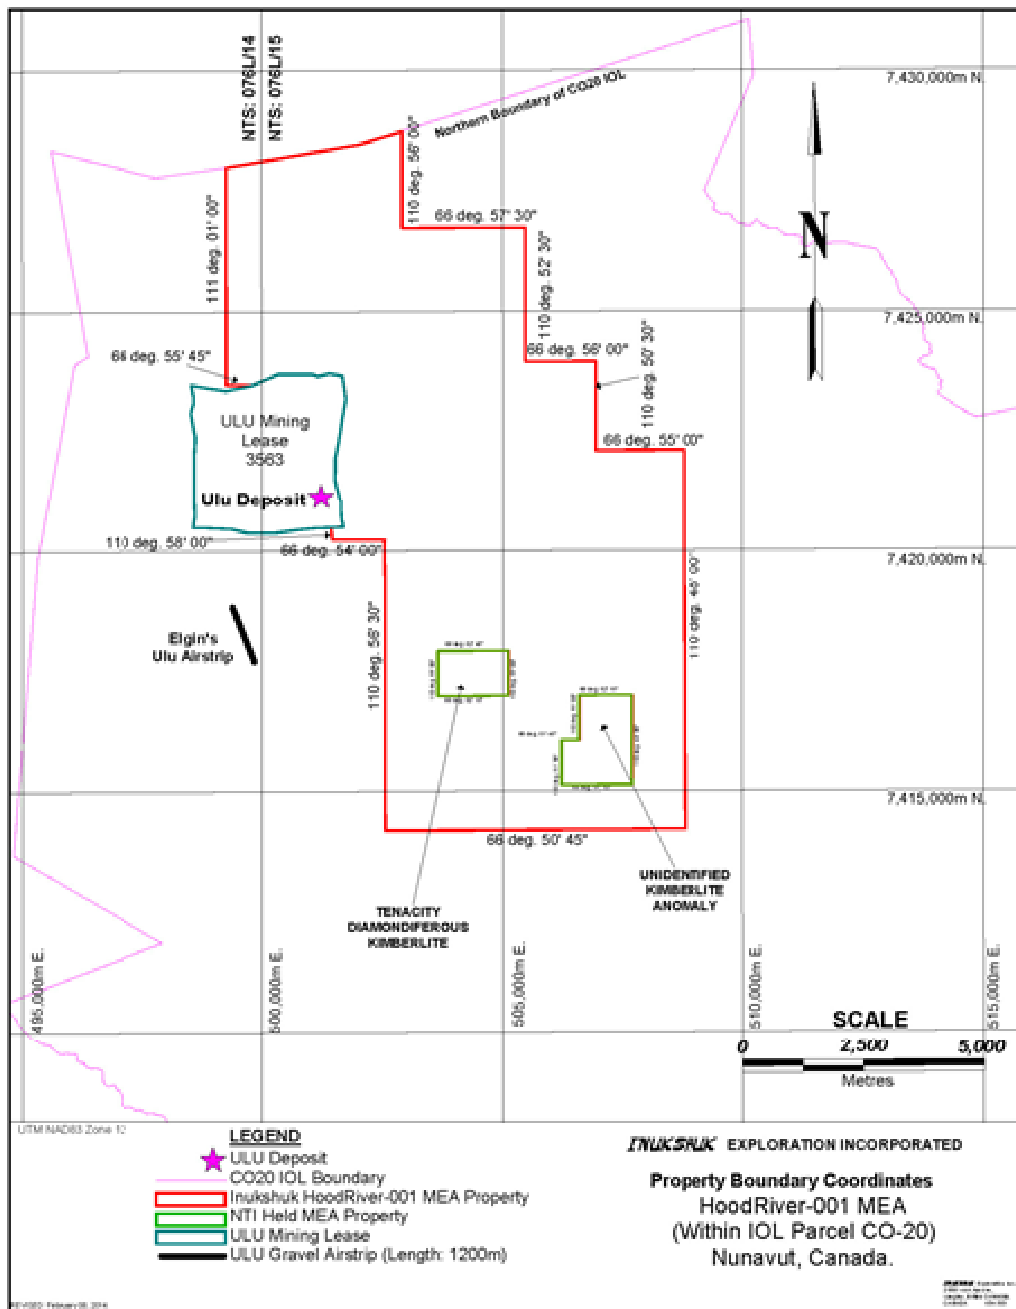 NTS: 076L/14
NTS: 076L/15
7,430,000m N.
Northern Boundary of CO20 IOL
110 deg. 56' 00"
66 deg. 57' 30"
111 deg. 01' 00"
110 deg. 52' 30"
7,425,000m N.
66 deg. 55' 45"
66 deg. 56' 00"
110 deg. 50' 30"
ULU Mining
Lease
3563
66 deg. 55' 00"
Ulu Deposit
110 deg. 58' 00"
66 deg. 54' 00"
7,420,000m N.
110 deg. 56' 30"
Elgin's
Ulu Airstrip
7,415,000m N.
66 deg. 50' 45"
UNIDENTIFIED
KIMBERLITE
ANOMALY
TENACITY
DIAMONDIFEROUS
KIMBERLITE
495,000m E.
500,000m E.
505,000m E.
510,000m E.
515,000m E.
SCALE
0 2,500 5,000
Metres
UTM NAD83 Zone
LEGEND
ULU Deposit
CO20 IOL Boundary
Inukshuk HoodRiver-001 MEA Property
NTI Held MEA Property
ULU Mining Lease
ULU Gravel Airstrip (Length: 1200m)
INUKSHUK EXPLORATION INCORPORATED
Property Boundary Coordinates
HoodRiver-001 MEA
(Within IOL Parcel CO-20)
Nunavut, Canada.